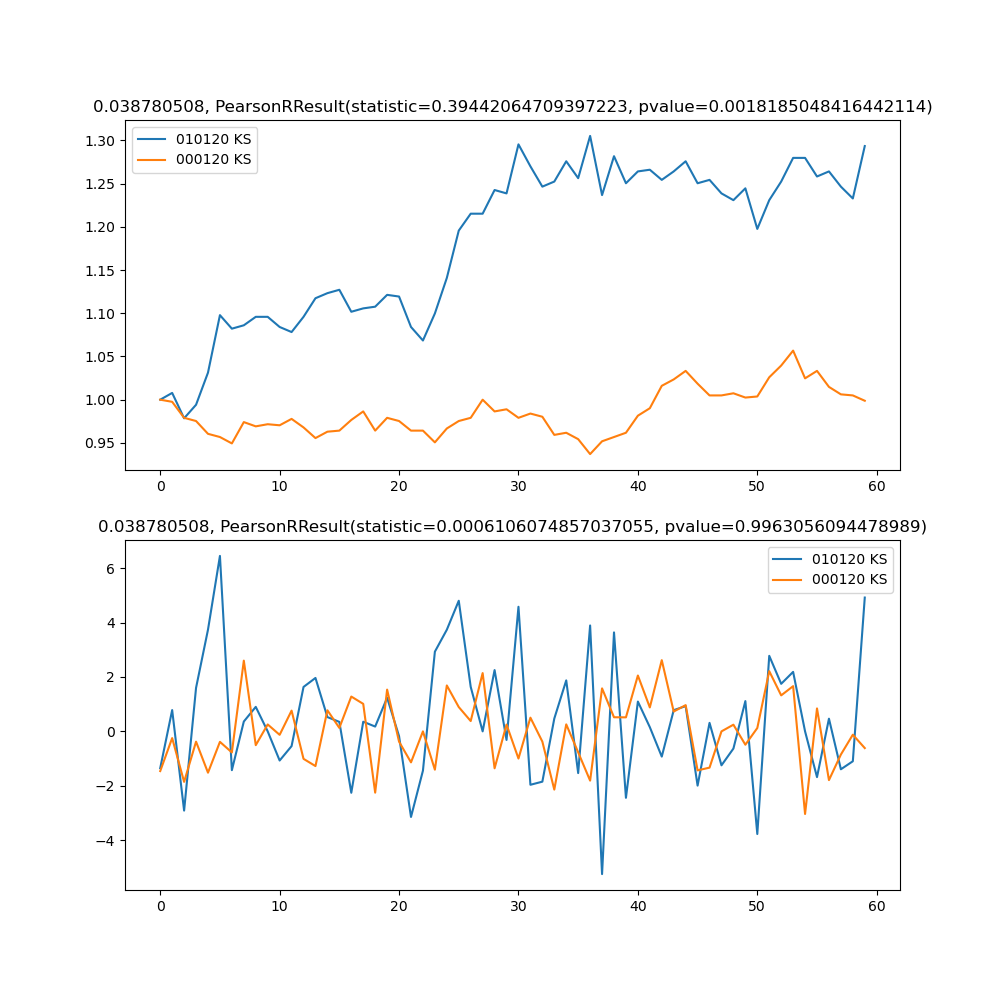 0.038780508, PearsonRResult(statistic=0.39442064709397223, pvalue=0.0018185048416442114)
010120 KS
000120 KS
1.30
1.25
1.20
1.15
1.10
1.05
1.00
0.95
0 10 20 30 40 50 60
0.038780508, PearsonRResult(statistic=0.0006106074857037055, pvalue=0.9963056094478989)
010120 KS
000120 KS
6
4
2
0
−2
−4
0 10 20 30 40 50 60